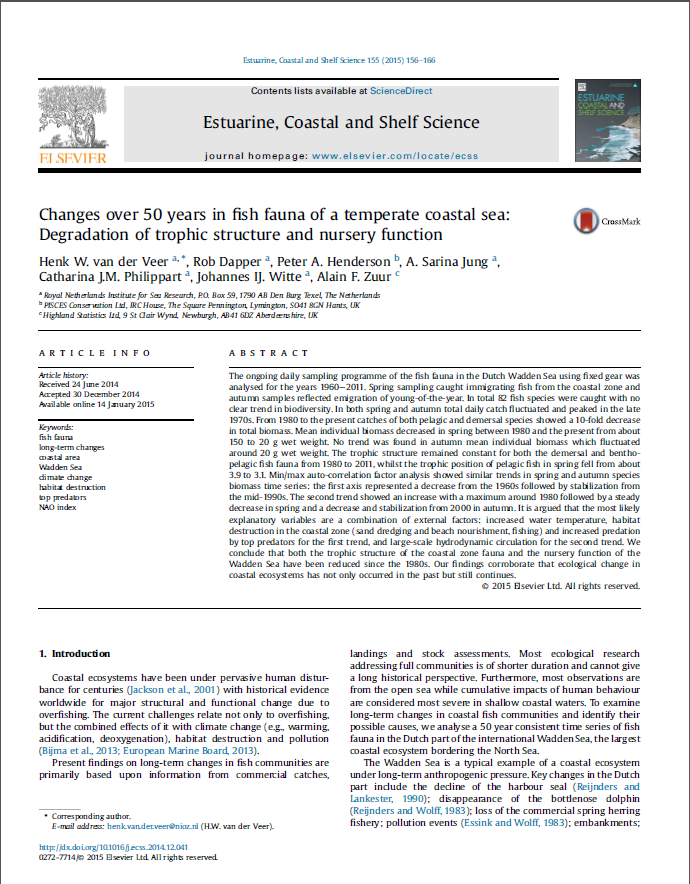 Estuarine, Coastal and Shelf Science 155 (2015) 156–166
Contents lists available at ScienceDirect
Estuarine, Coastal and Shelf Science
journal homepage: www.elsevier.com/locate/ecss
ELSEVIER
ESTUARINE
COASTAL AND
SHELF SCIENCE
Changes over 50 years in fish fauna of a temperate coastal sea:
Degradation of trophic structure and nursery function
CrossMark
Henk W. van der Veer a,*, Rob Dapper a, Peter A. Henderson b, A. Sarina Jung a,
Catharina J.M. Philippart a, Johannes IJ. Witte a, Alain F. Zuur c
a Royal Netherlands Institute for Sea Research, P.O. Box 59, 1790 AB Den Burg Texel, The Netherlands
b PISCES Conservation Ltd, IRC House, The Square Pennington, Lymington, SO41 8GN Hants, UK
c Highland Statistics Ltd, 9 St Clair Wynd, Newburgh, AB41 6DZ Aberdeenshire, UK
ARTICLE INFO
Article history:
Received 24 June 2014
Accepted 30 December 2014
Available online 14 January 2015
Keywords:
fish fauna
long-term changes
coastal area
Wadden Sea
climate change
habitat destruction
top predators
NAO index
ABSTRACT
The ongoing daily sampling programme of the fish fauna in the Dutch Wadden Sea using fixed gear was
analysed for the years 1960–2011. Spring sampling caught immigrating fish from the coastal zone and
autumn samples reflected emigration of young-of-the-year. In total 82 fish species were caught with no
clear trend in biodiversity. In both spring and autumn total daily catch fluctuated and peaked in the late
1970s. From 1980 to the present catches of both pelagic and demersal species showed a 10-fold decrease
in total biomass. Mean individual biomass decreased in spring between 1980 and the present from about
150 to 20 g wet weight. No trend was found in autumn mean individual biomass which fluctuated
around 20 g wet weight. The trophic structure remained constant for both the demersal and bentho-
pelagic fish fauna from 1980 to 2011, whilst the trophic position of pelagic fish in spring fell from about
3.9 to 3.1. Min/max auto-correlation factor analysis showed similar trends in spring and autumn species
biomass time series; the first axis represented a decrease from the 1960s followed by stabilization from
the mid-1990s. The second trend showed an increase with a maximum around 1980 followed by a steady
decrease in spring and a decrease and stabilization from 2000 in autumn. It is argued that the most likely
explanatory variables are a combination of external factors: increased water temperature, habitat
destruction in the coastal zone (sand dredging and beach nourishment, fishing) and increased predation
by top predators for the first trend, and large-scale hydrodynamic circulation for the second trend. We
conclude that both the trophic structure of the coastal zone fauna and the nursery function of the
Wadden Sea have been reduced since the 1980s. Our findings corroborate that ecological change in
coastal ecosystems has not only occurred in the past but still continues.
© 2015 Elsevier Ltd. All rights reserved.
1. Introduction
Coastal ecosystems have been under pervasive human distur-
bance for centuries (Jackson et al., 2001) with historical evidence
worldwide for major structural and functional change due to
overfishing. The current challenges relate not only to overfishing,
but the combined effects of it with climate change (e.g., warming,
acidification, deoxygenation), habitat destruction and pollution
(Bijma et al., 2013; European Marine Board, 2013).
Present findings on long-term changes in fish communities are
primarily based upon information from commercial catches,
landings and stock assessments. Most ecological research
addressing full communities is of shorter duration and cannot give
a long historical perspective. Furthermore, most observations are
from the open sea while cumulative impacts of human behaviour
are considered most severe in shallow coastal waters. To examine
long-term changes in coastal fish communities and identify their
possible causes, we analyse a 50 year consistent time series of fish
fauna in the Dutch part of the international Wadden Sea, the largest
coastal ecosystem bordering the North Sea.
The Wadden Sea is a typical example of a coastal ecosystem
under long-term anthropogenic pressure. Key changes in the Dutch
part include the decline of the harbour seal (Reijnders and
Lankester, 1990); disappearance of the bottlenose dolphin
(Reijnders and Wolff, 1983); loss of the commercial spring herring
fishery; pollution events (Essink and Wolff, 1983); embankments;
* Corresponding author.
E-mail address: henk.van.der.veer@nioz.nl (H.W. van der Veer).
http://dx.doi.org/10.1016/j.ecss.2014.12.041
0272-7714/© 2015 Elsevier Ltd. All rights reserved.